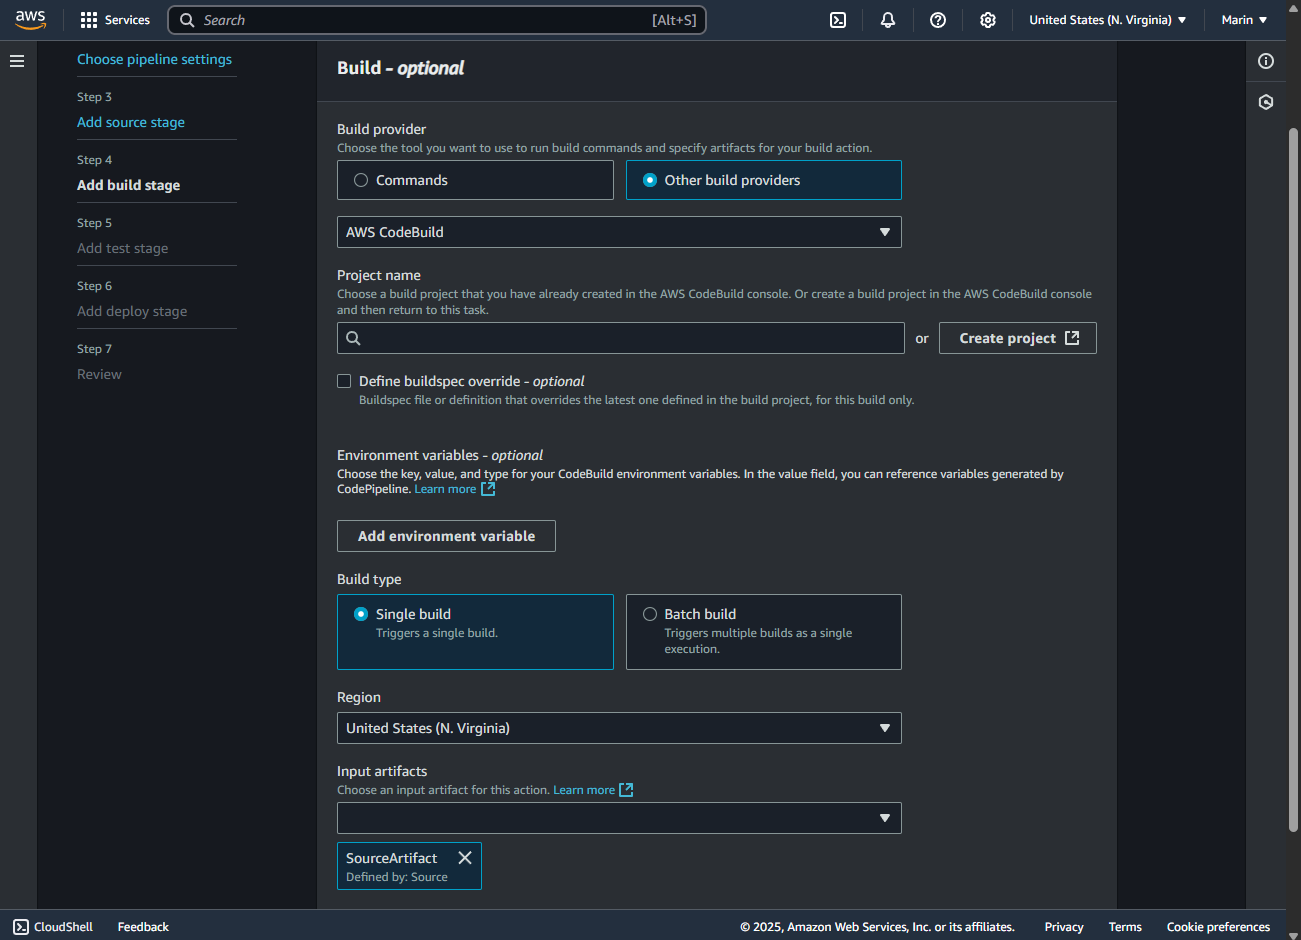 aws
Services
Search
[Alt+S]
United States (N. Virginia)
Marin
Choose pipeline settings
Step 3
Add source stage
Step 4
Add build stage
Step 5
Add test stage
Step 6
Add deploy stage
Step 7
Review
Build - optional
Build provider
Choose the tool you want to use to run build commands and specify artifacts for your build action.
Commands
Other build providers
AWS CodeBuild
Project name
Choose a build project that you have already created in the AWS CodeBuild console. Or create a build project in the AWS CodeBuild console
and then return to this task.
or
Create project
Define buildspec override - optional
Buildspec file or definition that overrides the latest one defined in the build project, for this build only.
Environment variables - optional
Choose the key, value, and type for your CodeBuild environment variables. In the value field, you can reference variables generated by
CodePipeline. Learn more
Add environment variable
Build type
Single build
Triggers a single build.
Batch build
Triggers multiple builds as a single
execution.
Region
United States (N. Virginia)
Input artifacts
Choose an input artifact for this action. Learn more
SourceArtifact
Defined by: Source
CloudShell
Feedback
© 2025, Amazon Web Services, Inc. or its affiliates.
Privacy
Terms
Cookie preferences